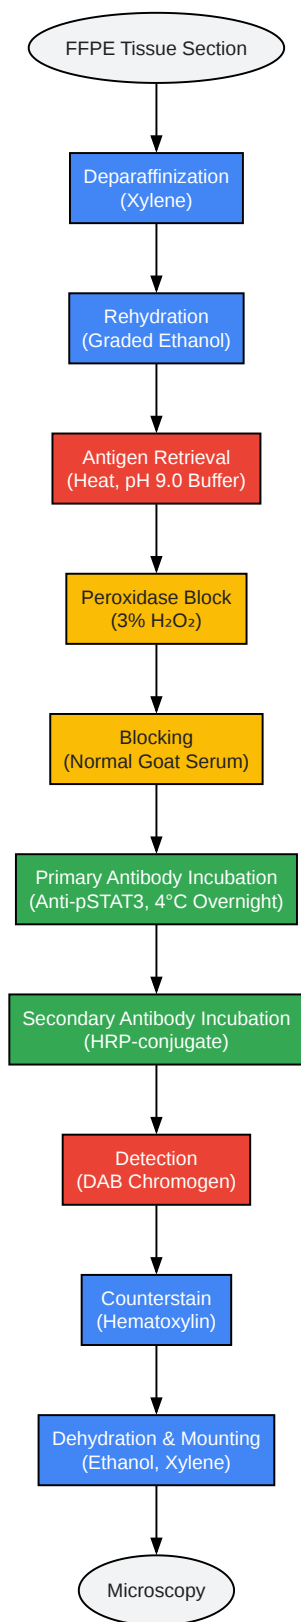 FFPE Tissue Section
Deparaffinization
(Xylene)
Rehydration
(Graded Ethanol)
Antigen Retrieval
(Heat, pH 9.0 Buffer)
Peroxidase Block
(3% H₂O₂)
Blocking
(Normal Goat Serum)
Primary Antibody Incubation
(Anti-pSTAT3, 4°C Overnight)
Secondary Antibody Incubation
(HRP-conjugate)
Detection
(DAB Chromogen)
Counterstain
(Hematoxylin)
Dehydration & Mounting
(Ethanol, Xylene)
Microscopy